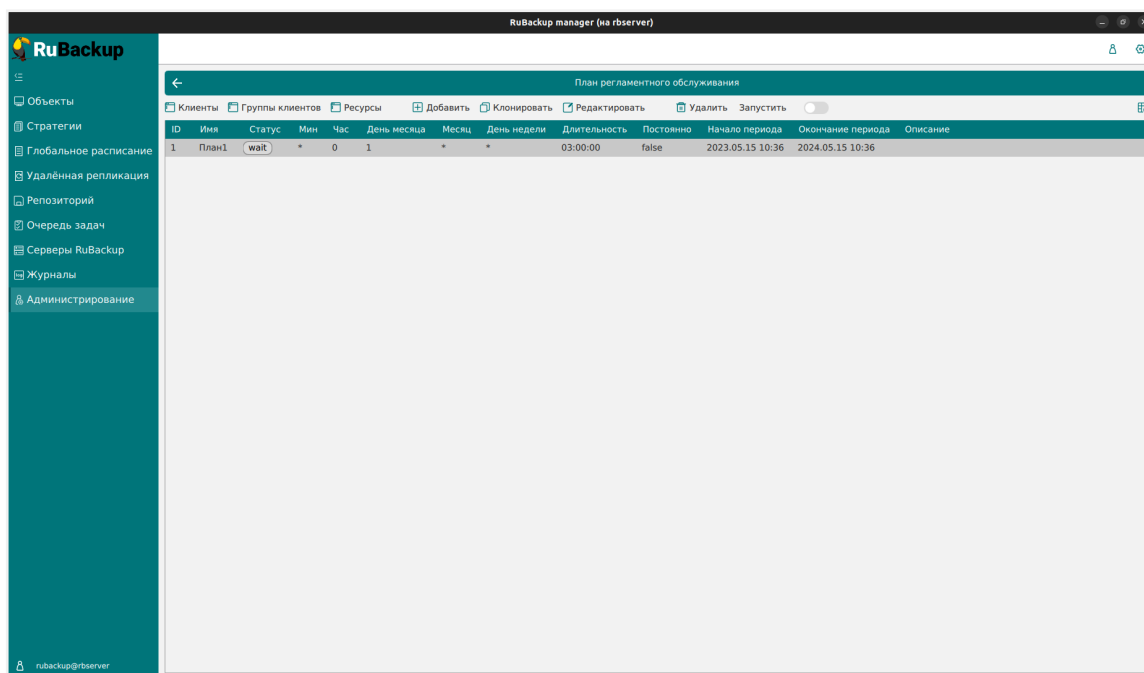 RuBackup manager (на rbserver)
RuBackup
План регламентного обслуживания
Объекты
Стратегии
Глобальное расписание
Удалённая репликация
Репозиторий
Очередь задач
Серверы RuBackup
Журналы
Администрирование
rubackup@rbserver
Клиенты Группы клиентов Ресурсы Добавить Клонировать Редактировать Удалить Запустить
ID Имя Статус Мин Час День месяца Месяц День недели Длительность Постоянно Начало периода Окончание периода Описание
1 План1 wait * 0 1 * * 03:00:00 false 2023.05.15 10:36 2024.05.15 10:36